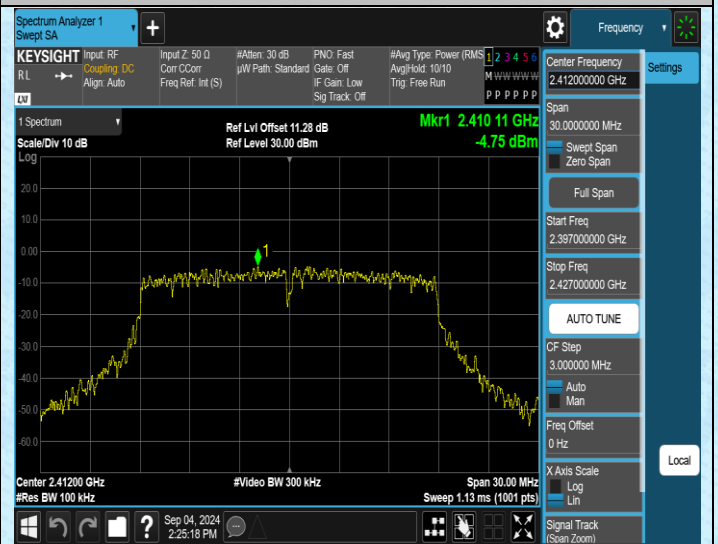 Spectrum Analyzer 1
Swept SA
+
Frequency
KEYSIGHT
RL
LXI
Input: RF
Coupling: DC
Align: Auto
Input Z: 50 Ω
Corr CCorr
Freq Ref: Int (S)
#Atten: 30 dB
µW Path: Standard
PNO: Fast
Gate: Off
IF Gain: Low
Sig Track: Off
#Avg Type: Power (RMS
Avg|Hold: 10/10
Trig: Free Run
1 2 3 4 5 6
M W W W W W
P P P P P P
1 Spectrum
Scale/Div 10 dB
Ref Lvl Offset 11.28 dB
Ref Level 30.00 dBm
Mkr1 2.410 11 GHz
-4.75 dBm
Log
20.0
10.0
0.00
-10.0
-20.0
-30.0
-40.0
-50.0
-60.0
1
Center 2.41200 GHz
#Res BW 100 kHz
#Video BW 300 kHz
Span 30.00 MHz
Sweep 1.13 ms (1001 pts)
Center Frequency
2.412000000 GHz
Span
30.0000000 MHz
Swept Span
Zero Span
Full Span
Start Freq
2.397000000 GHz
Stop Freq
2.427000000 GHz
AUTO TUNE
CF Step
3.000000 MHz
Auto
Man
Freq Offset
0 Hz
X Axis Scale
Log
Lin
Signal Track
(Span Zoom)
Settings
Local
?
Sep 04, 2024
2:25:18 PM